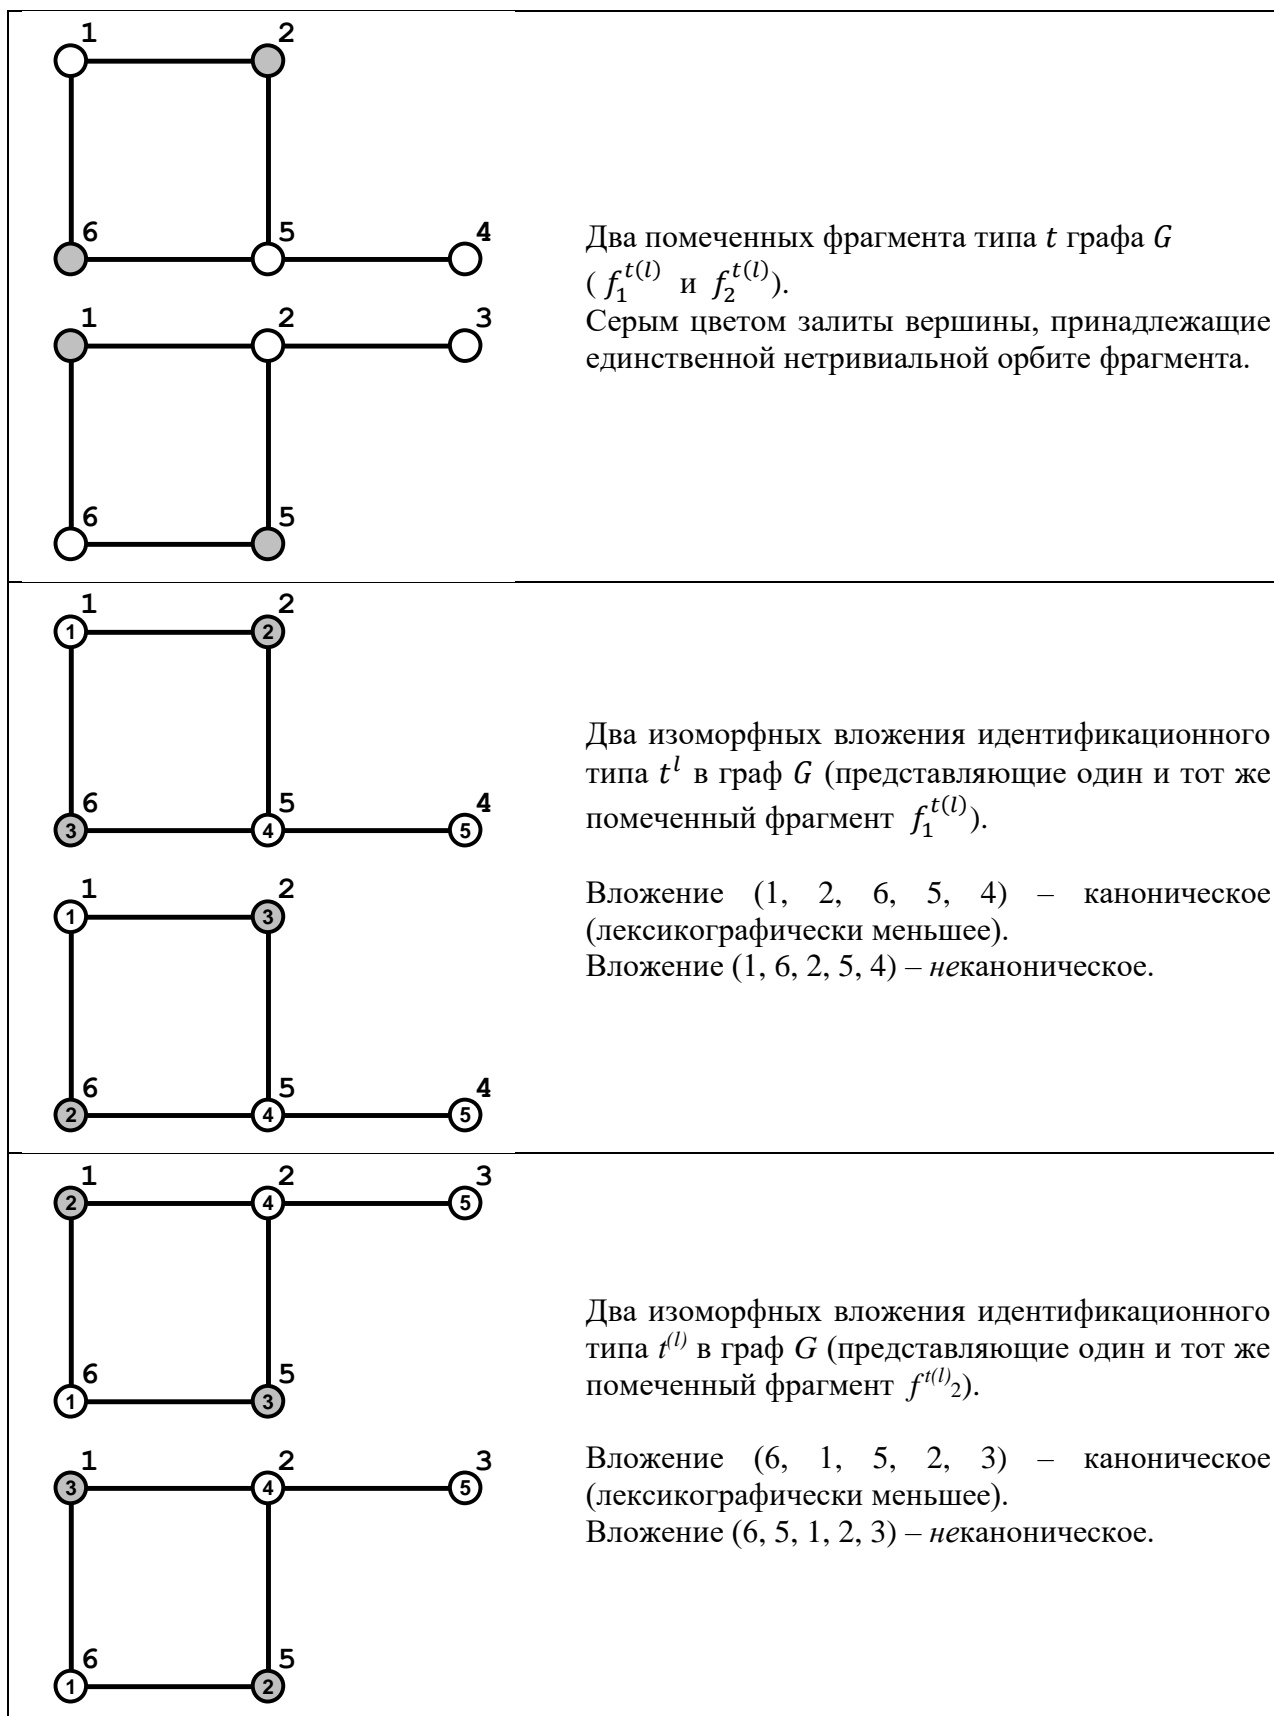 1 2
6 5 4
1 2 3
6 5
Два помеченных фрагмента типа t графа G
( f₁^t(l) и f₂^t(l)).
Серым цветом залиты вершины, принадлежащие
единственной нетривиальной орбите фрагмента.
1 2
1 2
6 5 4
3 4 5
1 2
1 3
6 5 4
2 4 5
Два изоморфных вложения идентификационного
типа t^l в граф G (представляющие один и тот же
помеченный фрагмент f₁^t(l)).
Вложение (1, 2, 6, 5, 4) – каноническое
(лексикографически меньшее).
Вложение (1, 6, 2, 5, 4) – неканоническое.
1 2 3
2 4 5
6 5
1 3
1 2 3
3 4 5
6 5
1 2
Два изоморфных вложения идентификационного
типа t^(l) в граф G (представляющие один и тот же
помеченный фрагмент f^t(l)₂).
Вложение (6, 1, 5, 2, 3) – каноническое
(лексикографически меньшее).
Вложение (6, 5, 1, 2, 3) – неканоническое.